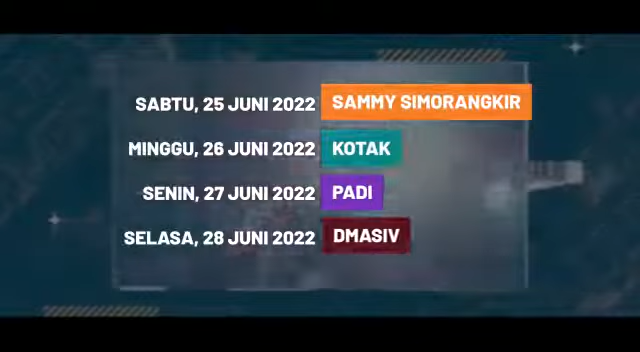 SABTU, 25 JUNI 2022 SAMMY SIMORANGKIR
MINGGU, 26 JUNI 2022 KOTAK
SENIN, 27 JUNI 2022 PADI
SELASA, 28 JUNI 2022 DMASIV